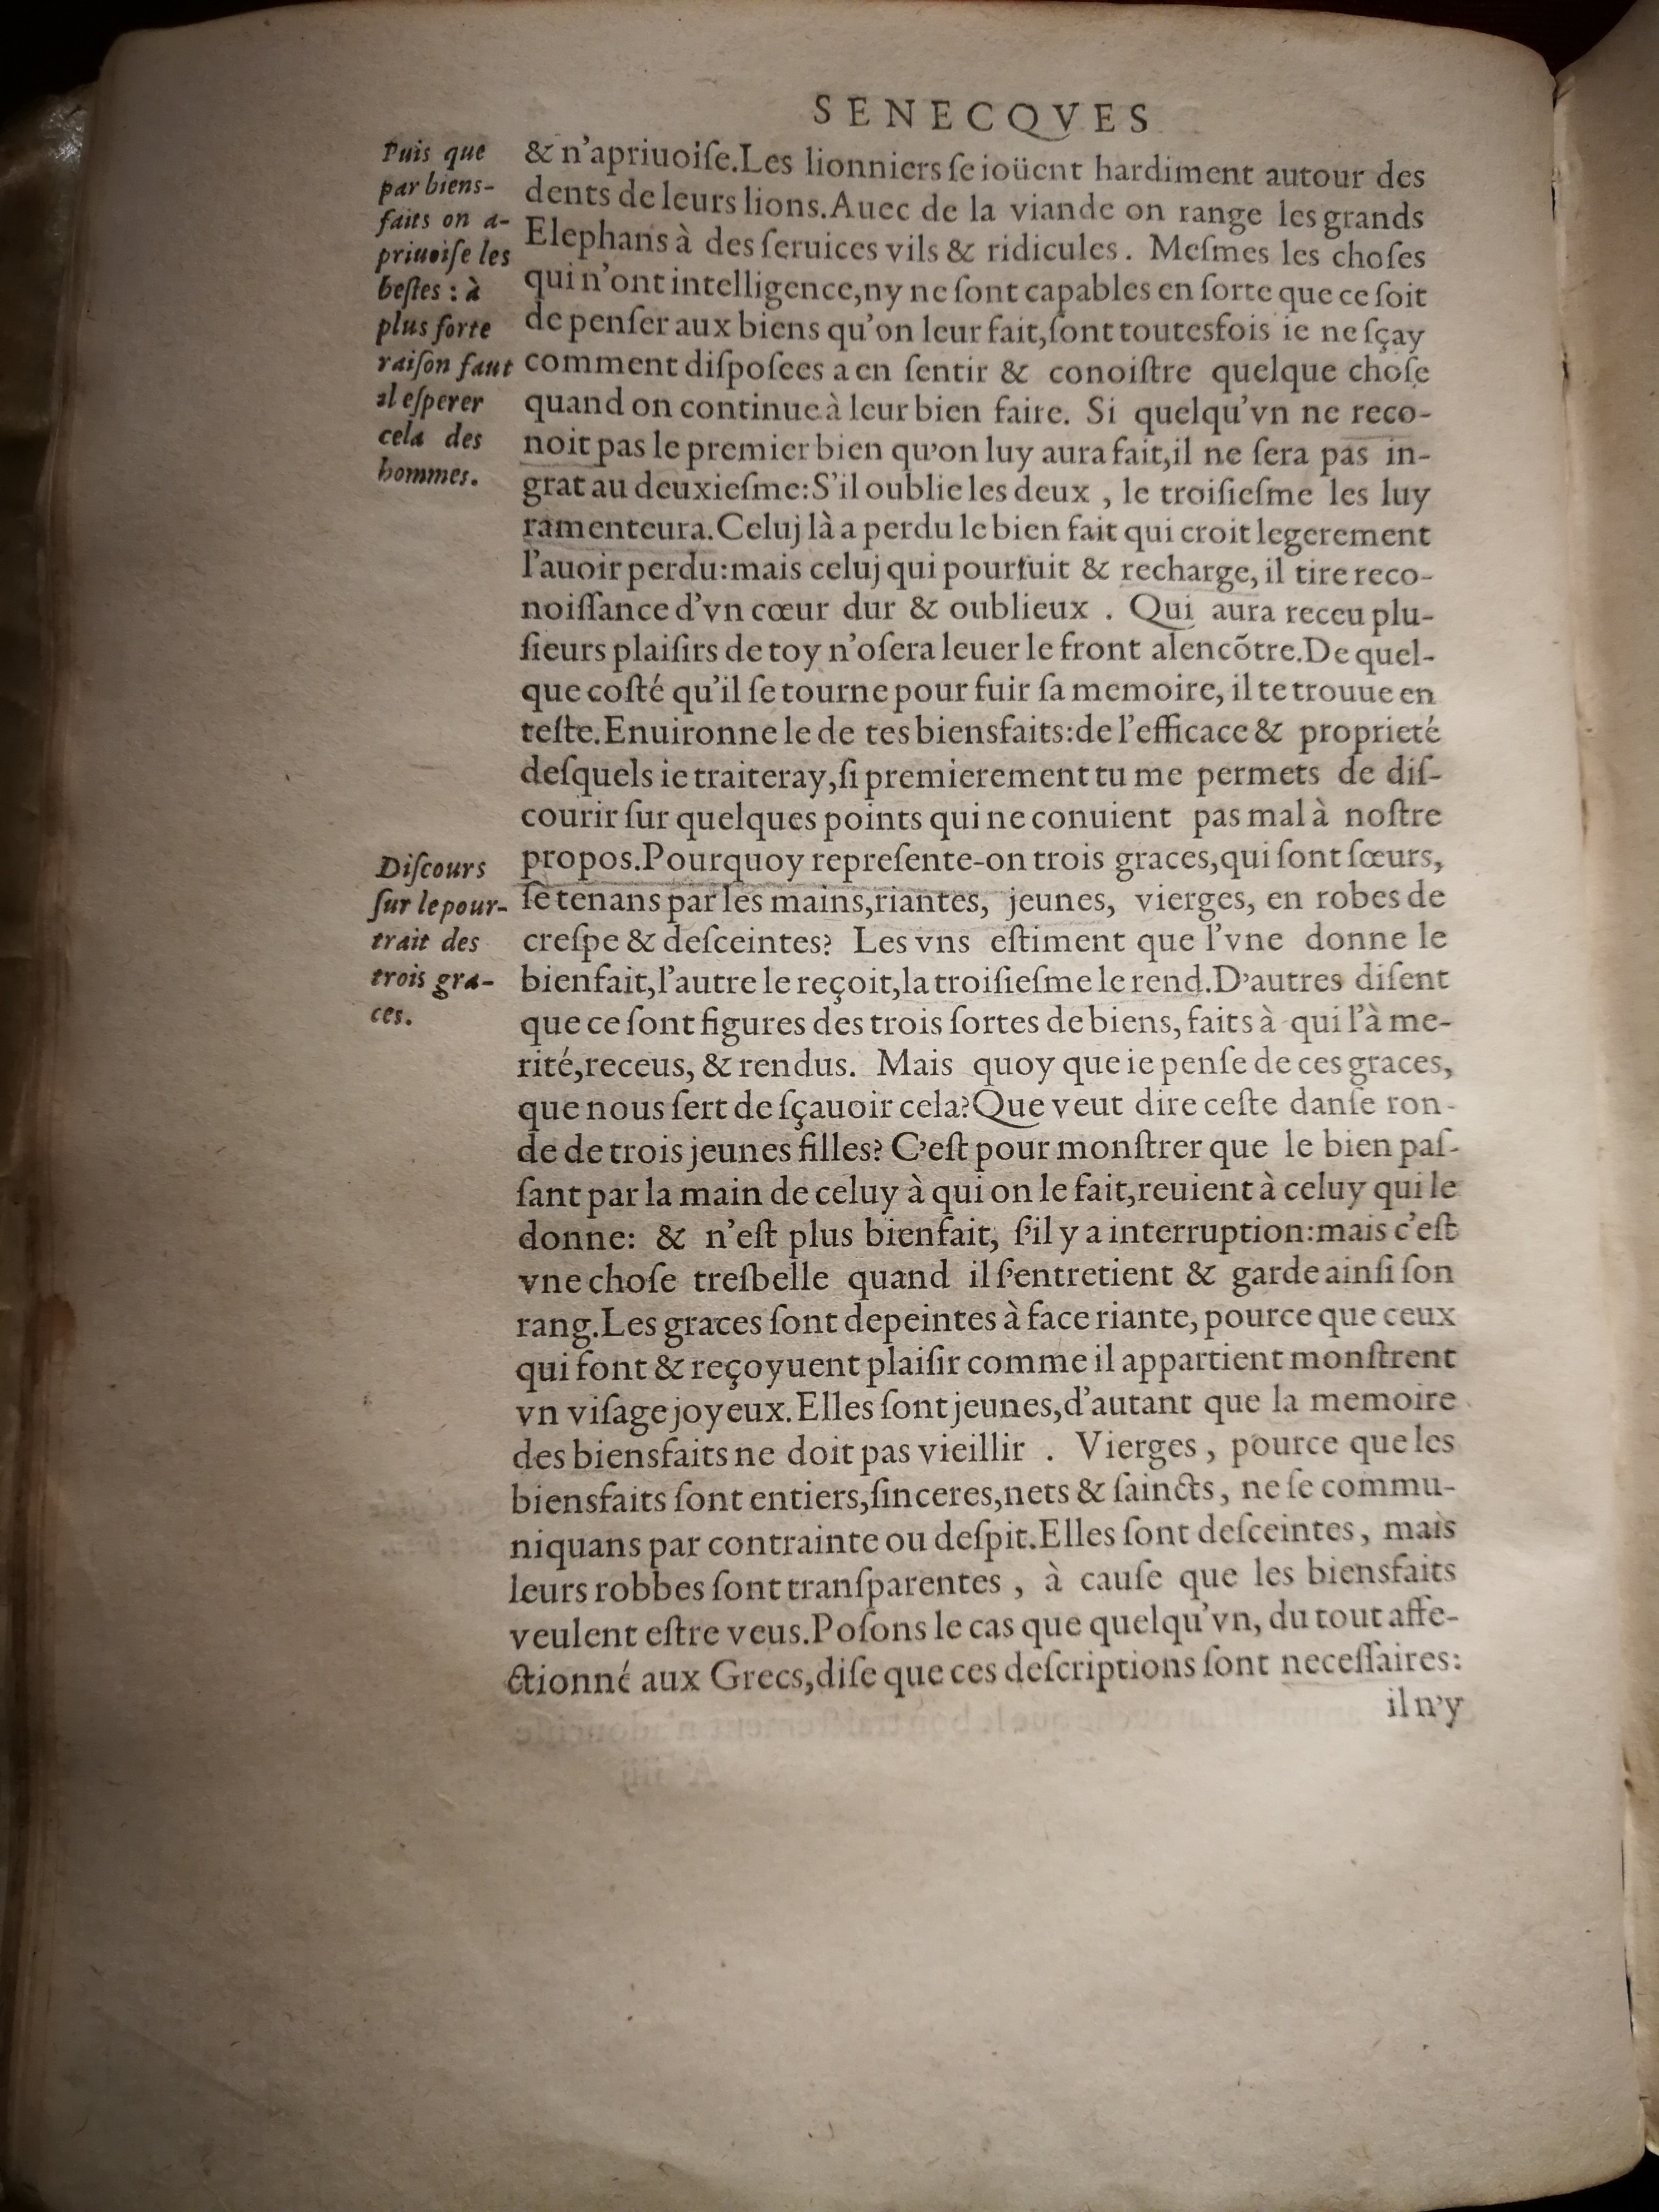 SENECQVES
Puis que
par biens-
faits on a-
priuoiſe les
beſtes : à
plus forte
raiſon faut
il eſperer
cela des
hommes.
& n'apriuoiſe.Les lionniers ſe ioüent hardiment autour des
dents de leurs lions.Auec de la viande on range les grands
Elephans à des ſeruices vils & ridicules. Meſmes les choſes
qui n'ont intelligence,ny ne ſont capables en ſorte que ce ſoit
de penſer aux biens qu'on leur fait,ſont toutesfois ie ne ſçay
comment diſpoſees a en ſentir & conoiſtre quelque choſe
quand on continue à leur bien faire. Si quelqu'vn ne reco-
noit pas le premier bien qu'on luy aura fait,il ne ſera pas in-
grat au deuxieſme:S'il oublie les deux , le troiſieſme les luy
ramenteura.Celuj là a perdu le bien fait qui croit legerement
l'auoir perdu:mais celuj qui pourſuit & recharge, il tire reco-
noiſſance d'vn cœur dur & oublieux . Qui aura receu plu-
ſieurs plaiſirs de toy n'oſera leuer le front alencõtre.De quel-
que coſté qu'il ſe tourne pour fuir ſa memoire, il te trouue en
teſte.Enuironne le de tes biensfaits:de l'efficace & proprieté
deſquels ie traiteray,ſi premierement tu me permets de diſ-
courir ſur quelques points qui ne conuient pas mal à noſtre
propos.Pourquoy repreſente-on trois graces,qui ſont ſœurs,
ſe tenans par les mains,riantes, jeunes, vierges, en robes de
creſpe & deſceintes? Les vns eſtiment que l'vne donne le
bienfait,l'autre le reçoit,la troiſieſme le rend.D'autres diſent
que ce ſont figures des trois ſortes de biens, faits à qui l'à me-
rité,receus, & rendus. Mais quoy que ie penſe de ces graces,
que nous ſert de ſçauoir cela?Que veut dire ceſte danſe ron-
de de trois jeunes filles? C'eſt pour monſtrer que le bien paſ-
ſant par la main de celuy à qui on le fait,reuient à celuy qui le
donne: & n'eſt plus bienfait, ſ'il y a interruption:mais c'eſt
vne choſe treſbelle quand il ſ'entretient & garde ainſi ſon
rang.Les graces ſont depeintes à face riante, pource que ceux
qui font & reçoyuent plaiſir comme il appartient monſtrent
vn viſage joyeux.Elles ſont jeunes,d'autant que la memoire
des biensfaits ne doit pas vieillir . Vierges , pource que les
biensfaits ſont entiers,ſinceres,nets & ſaincts, ne ſe commu-
niquans par contrainte ou deſpit.Elles ſont deſceintes, mais
leurs robbes ſont tranſparentes , à cauſe que les biensfaits
veulent eſtre veus.Poſons le cas que quelqu'vn, du tout affe-
ctionné aux Grecs,diſe que ces deſcriptions ſont neceſſaires:
il n'y
Diſcours
ſur le pour-
trait des
trois gra-
ces.